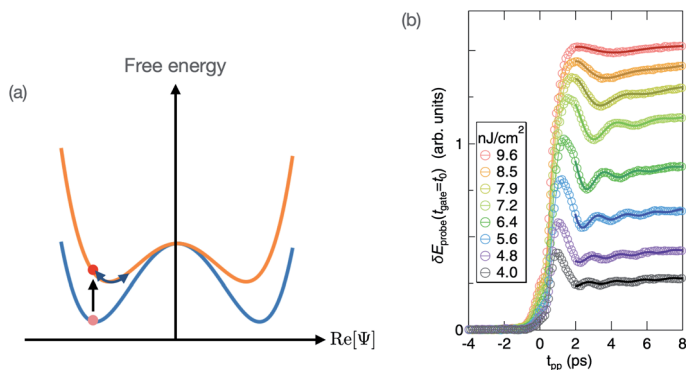 (a)
Free energy
Re[Ψ]
(b)
δE_probe(t_gate=t_0) (arb. units)
1
0
nJ/cm²
9.6
8.5
7.9
7.2
6.4
5.6
4.8
4.0
-4 -2 0 2 4 6 8
t_pp (ps)